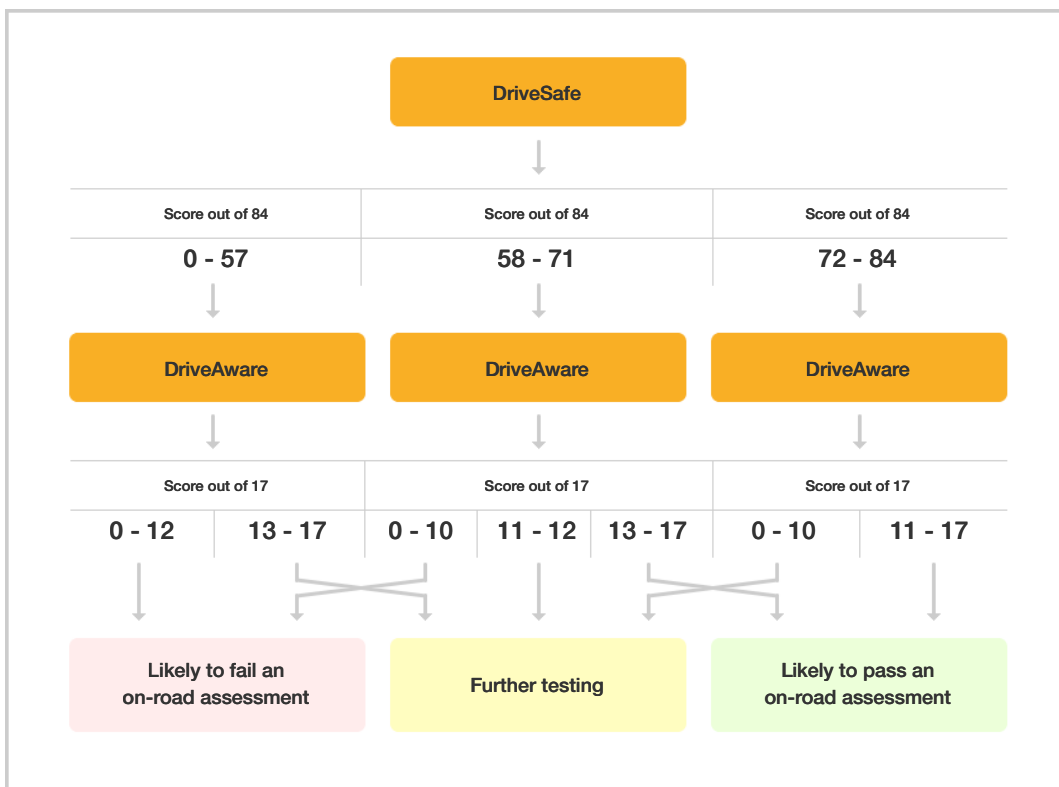 DriveSafe
Score out of 84
Score out of 84
Score out of 84
0 - 57
58 - 71
72 - 84
DriveAware
DriveAware
DriveAware
Score out of 17
Score out of 17
Score out of 17
0 - 12
13 - 17
0 - 10
11 - 12
13 - 17
0 - 10
11 - 17
Likely to fail an
on-road assessment
Further testing
Likely to pass an
on-road assessment